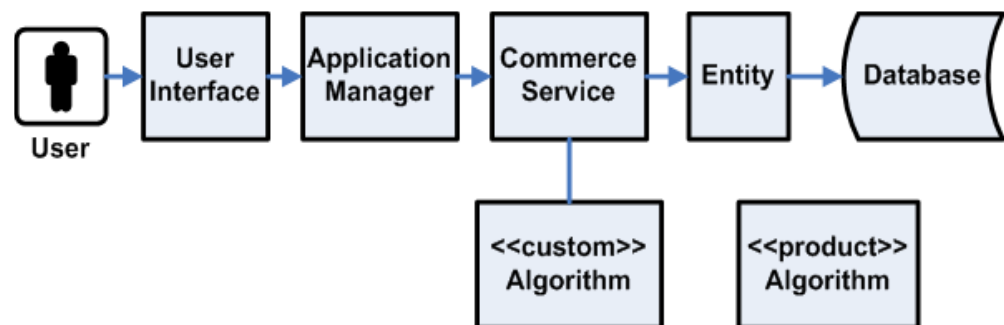 User
Interface
Application
Manager
Commerce
Service
Entity
Database
User
<<custom>>
Algorithm
<<product>>
Algorithm